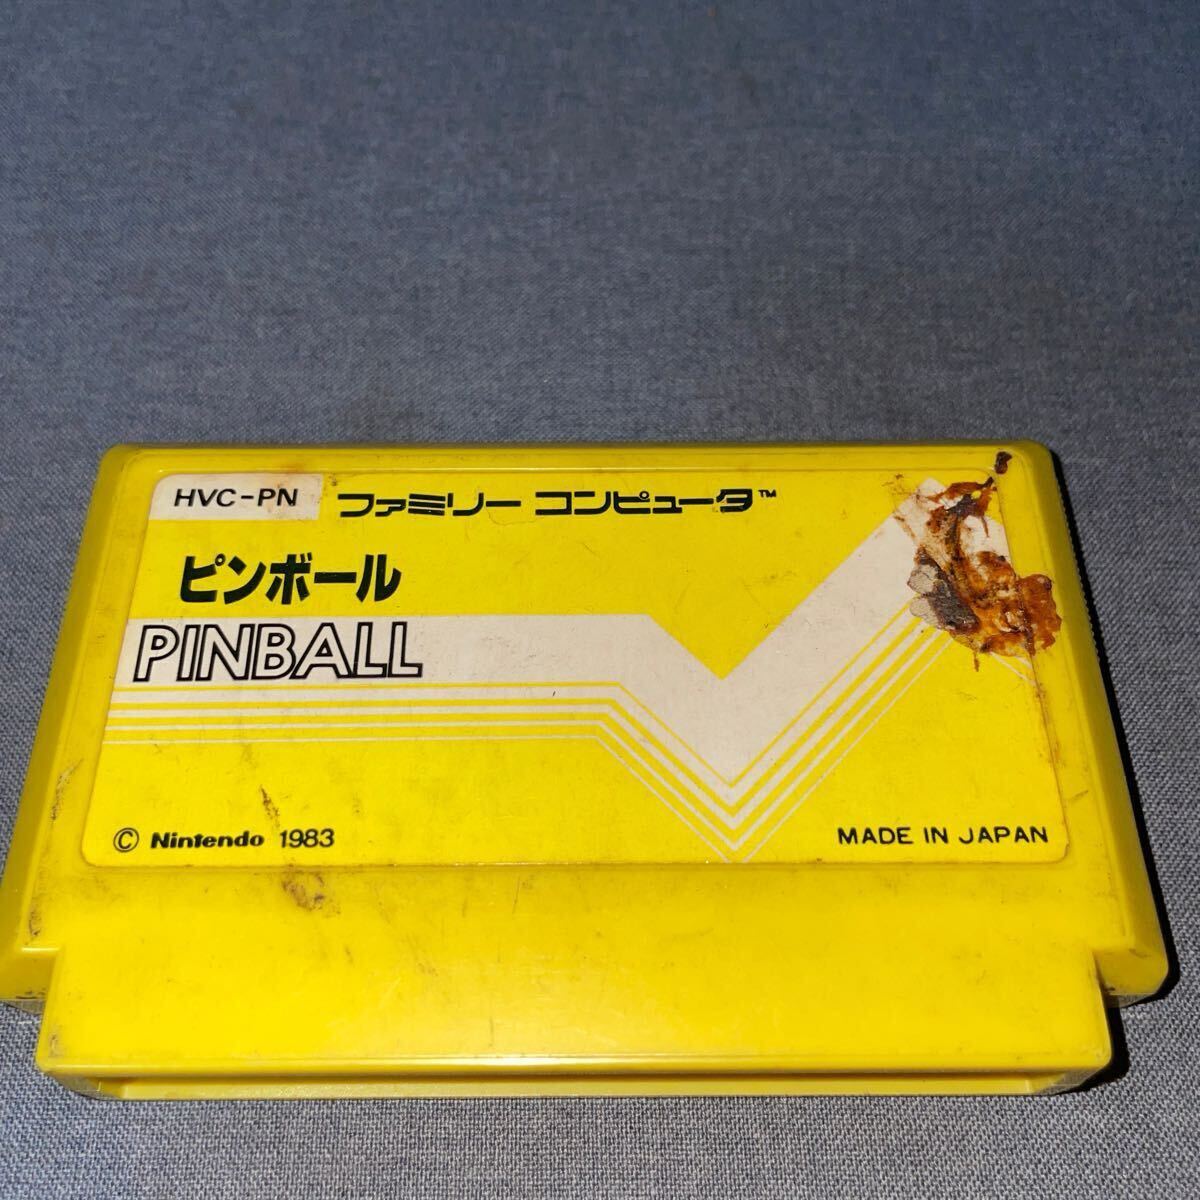 HVC-PN ファミリー コンピュータ™
ピンボール
PINBALL
© Nintendo 1983
MADE IN JAPAN